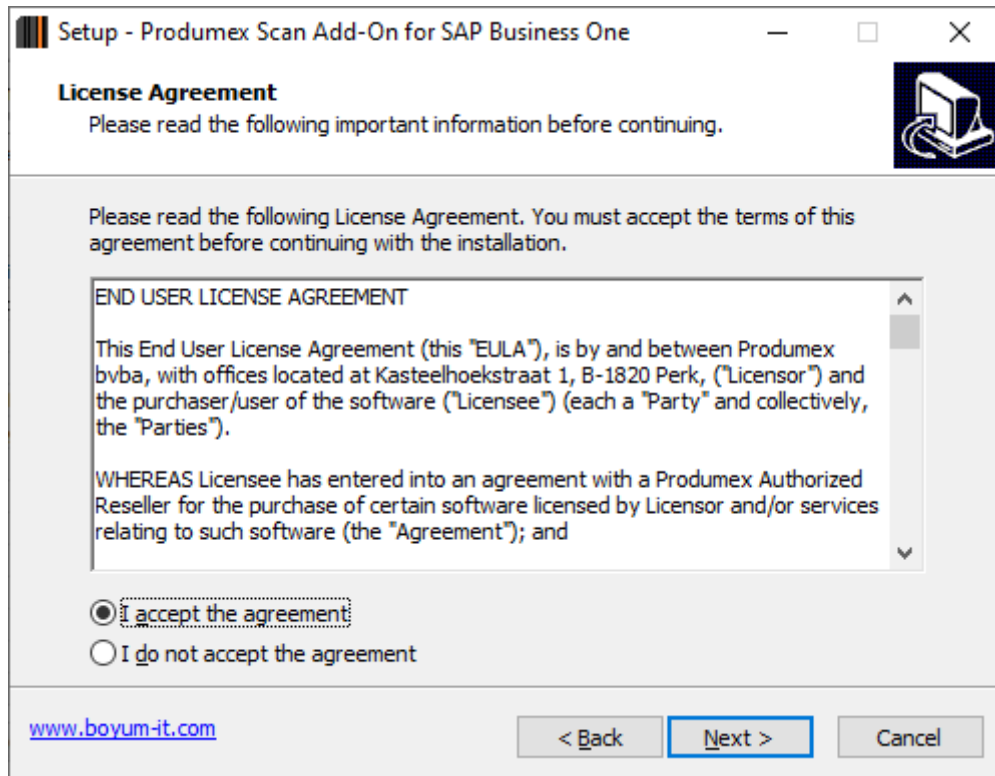 Setup - Produmex Scan Add-On for SAP Business One
License Agreement
Please read the following important information before continuing.
Please read the following License Agreement. You must accept the terms of this
agreement before continuing with the installation.
END USER LICENSE AGREEMENT
This End User License Agreement (this "EULA"), is by and between Produmex
bvba, with offices located at Kasteelhoekstraat 1, B-1820 Perk, ("Licensor") and
the purchaser/user of the software ("Licensee") (each a "Party" and collectively,
the "Parties").
WHEREAS Licensee has entered into an agreement with a Produmex Authorized
Reseller for the purchase of certain software licensed by Licensor and/or services
relating to such software (the "Agreement"); and
I accept the agreement
I do not accept the agreement
www.boyum-it.com
< Back
Next >
Cancel